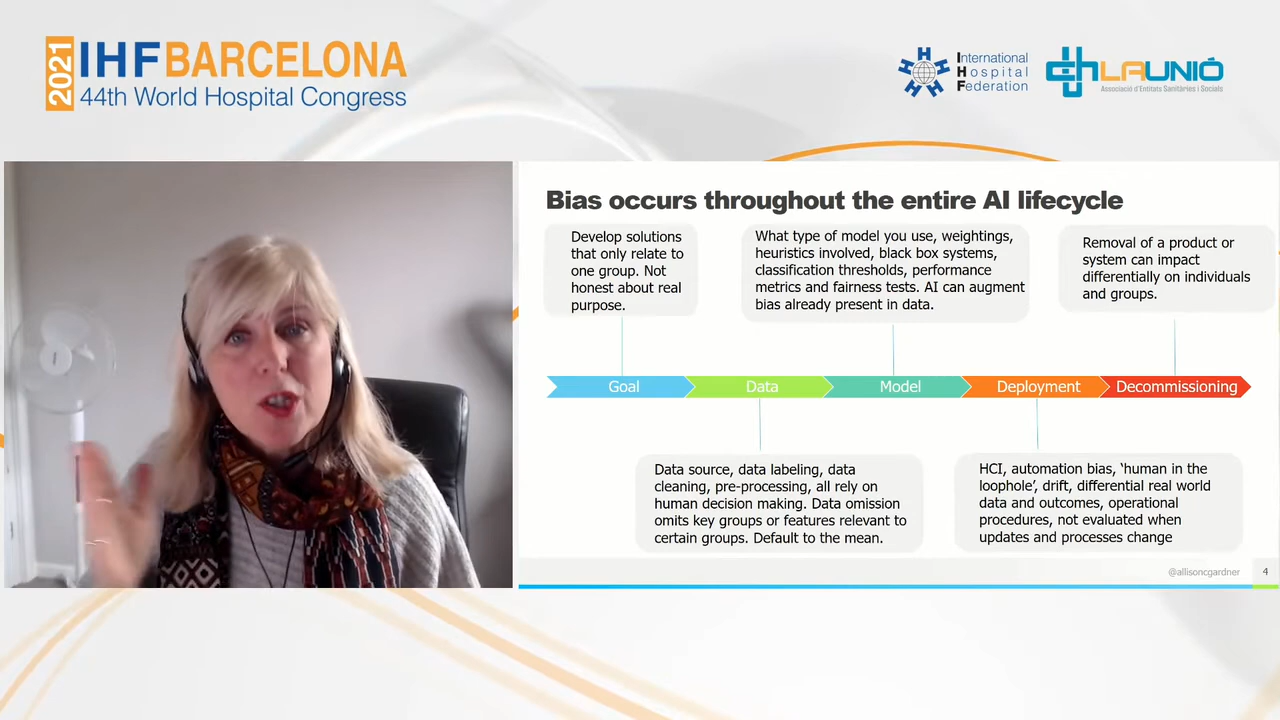 2021
IHF BARCELONA
44th World Hospital Congress
International
Hospital
Federation
LAUNIÓ
Associació d'Entitats Sanitàries i Socials
Bias occurs throughout the entire AI lifecycle
Develop solutions
that only relate to
one group. Not
honest about real
purpose.
What type of model you use, weightings,
heuristics involved, black box systems,
classification thresholds, performance
metrics and fairness tests. AI can augment
bias already present in data.
Removal of a product or
system can impact
differentially on individuals
and groups.
Goal
Data
Model
Deployment
Decommissioning
Data source, data labeling, data
cleaning, pre-processing, all rely on
human decision making. Data omission
omits key groups or features relevant to
certain groups. Default to the mean.
HCI, automation bias, ‘human in the
loophole’, drift, differential real world
data and outcomes, operational
procedures, not evaluated when
updates and processes change
@allisoncgardner
4